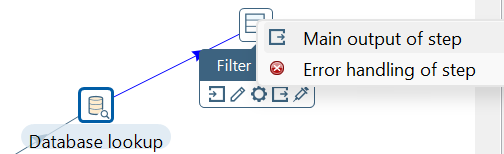 Main output of step
Filter
Error handling of step
Database lookup